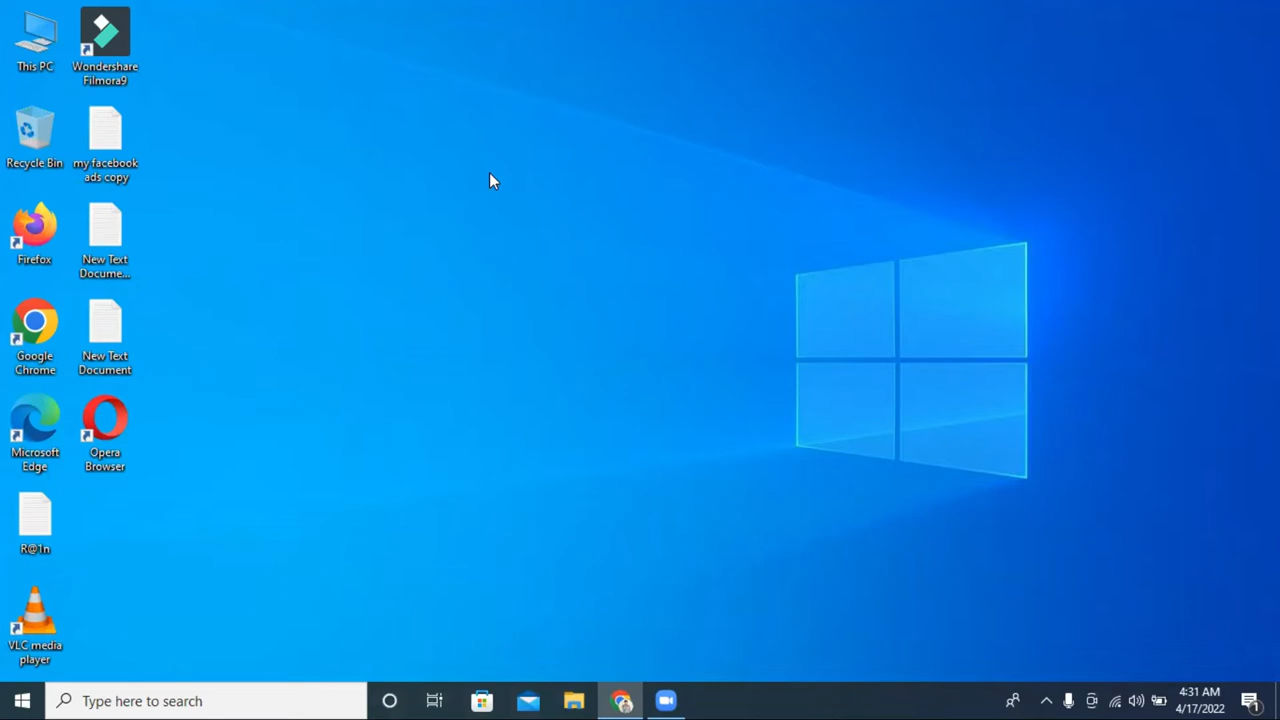 This PC
Wondershare
Filmora9
Recycle Bin
my facebook
ads copy
Firefox
New Text
Docume...
Google
Chrome
New Text
Document
Microsoft
Edge
Opera
Browser
R@1n
VLC media
player
Type here to search
4:31 AM
4/17/2022
1